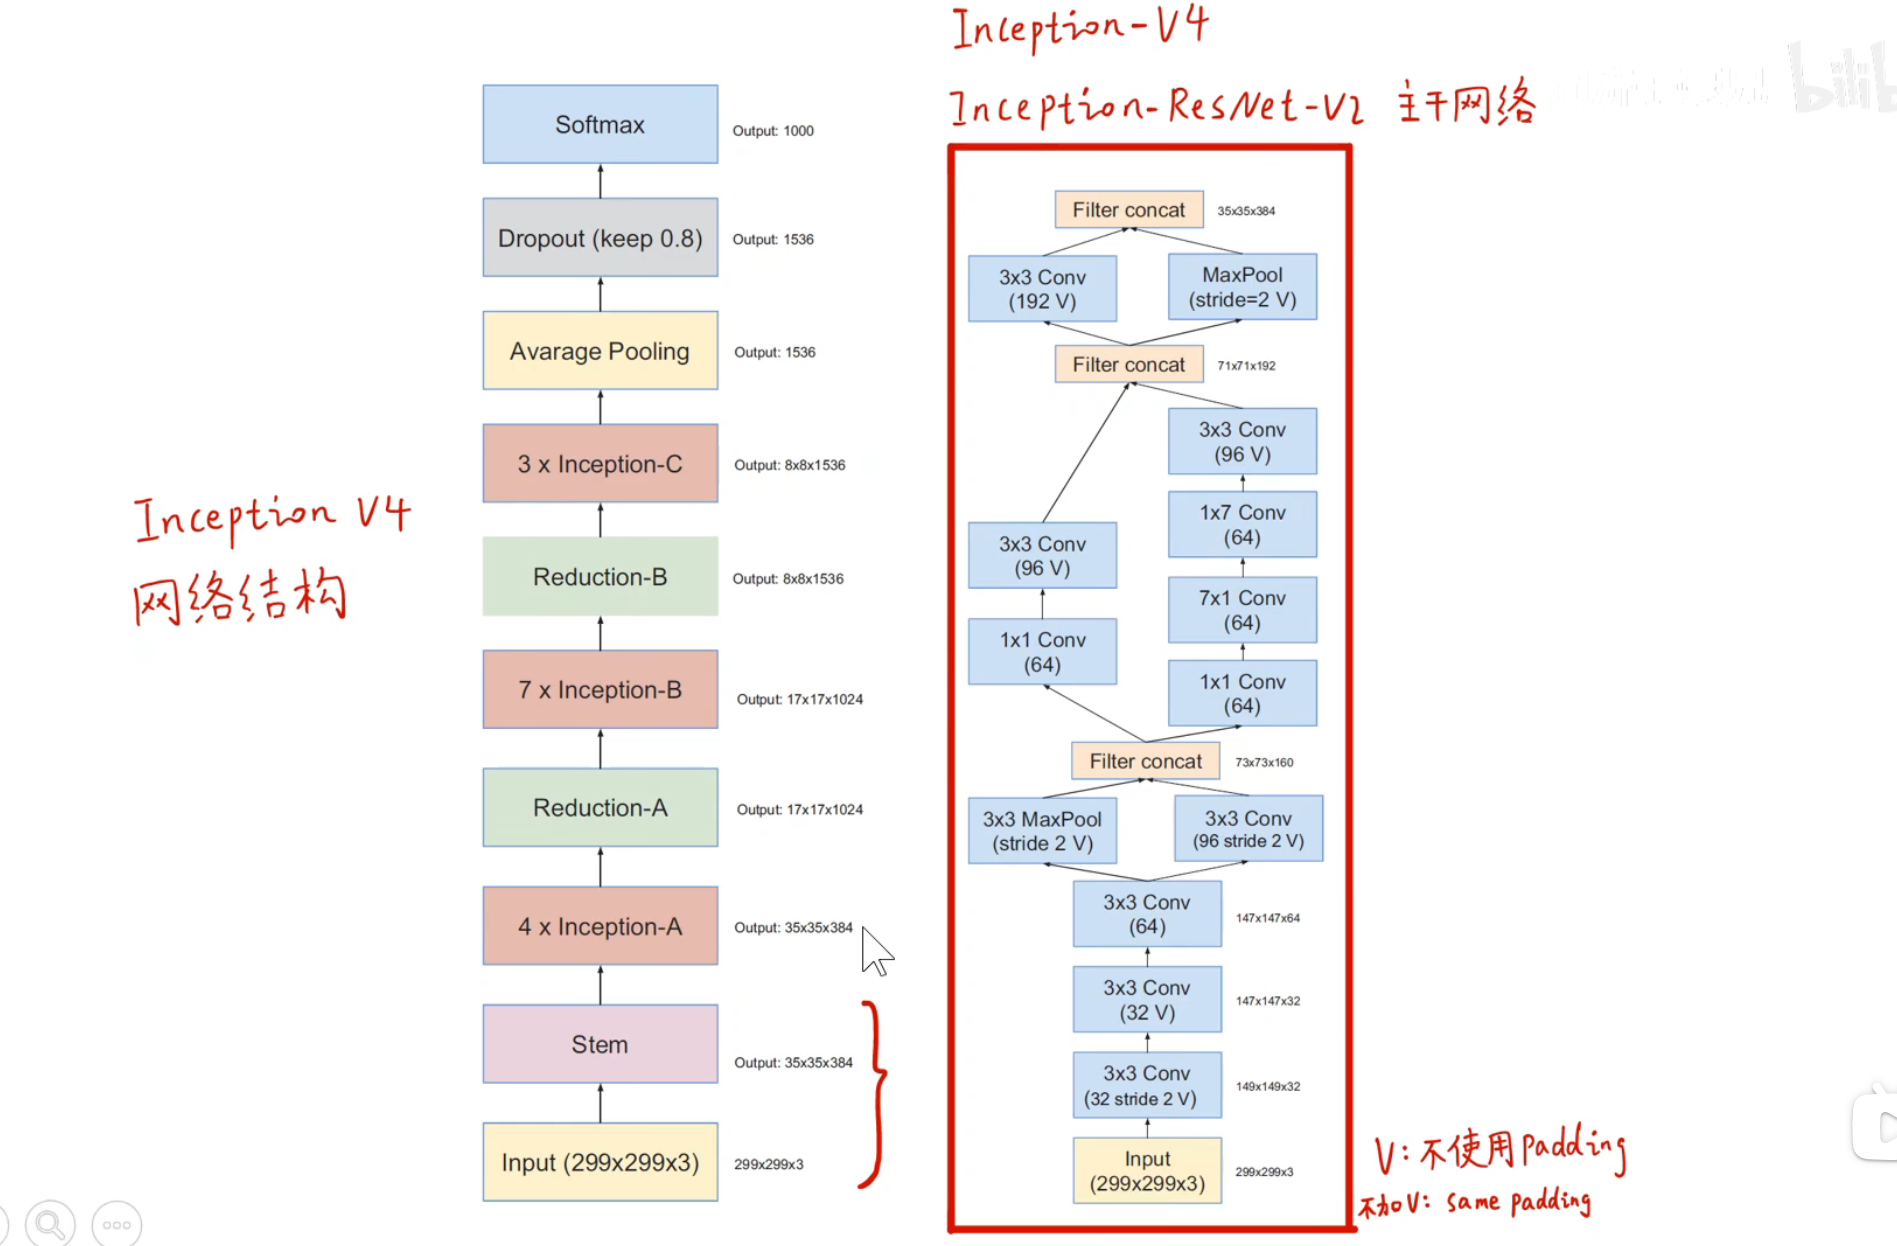 Inception-V4
Inception-ResNet-V2 主干网络
Inception V4
网络结构
Softmax
Output: 1000
Dropout (keep 0.8)
Output: 1536
Avarage Pooling
Output: 1536
3 x Inception-C
Output: 8x8x1536
Reduction-B
Output: 8x8x1536
7 x Inception-B
Output: 17x17x1024
Reduction-A
Output: 17x17x1024
4 x Inception-A
Output: 35x35x384
Stem
Output: 35x35x384
Input (299x299x3)
299x299x3
Filter concat
35x35x384
3x3 Conv
(192 V)
MaxPool
(stride=2 V)
Filter concat
71x71x192
3x3 Conv
(96 V)
1x7 Conv
(64)
3x3 Conv
(96 V)
7x1 Conv
(64)
1x1 Conv
(64)
1x1 Conv
(64)
Filter concat
73x73x160
3x3 MaxPool
(stride 2 V)
3x3 Conv
(96 stride 2 V)
3x3 Conv
(64)
147x147x64
3x3 Conv
(32 V)
147x147x32
3x3 Conv
(32 stride 2 V)
149x149x32
Input
(299x299x3)
299x299x3
V: 不使用padding
不加V: same padding